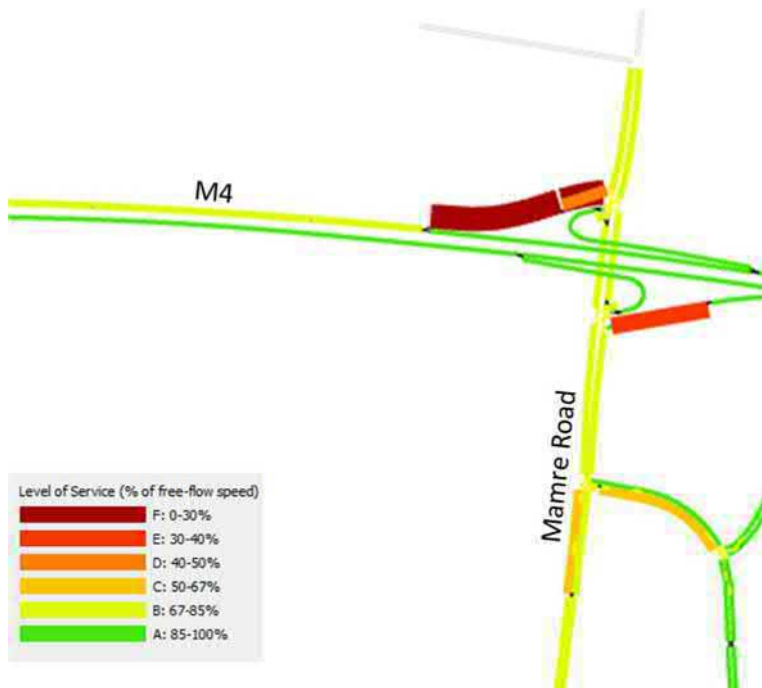 M4
Mamre Road
Level of Service (% of free-flow speed)
F: 0-30%
E: 30-40%
D: 40-50%
C: 50-67%
B: 67-85%
A: 85-100%